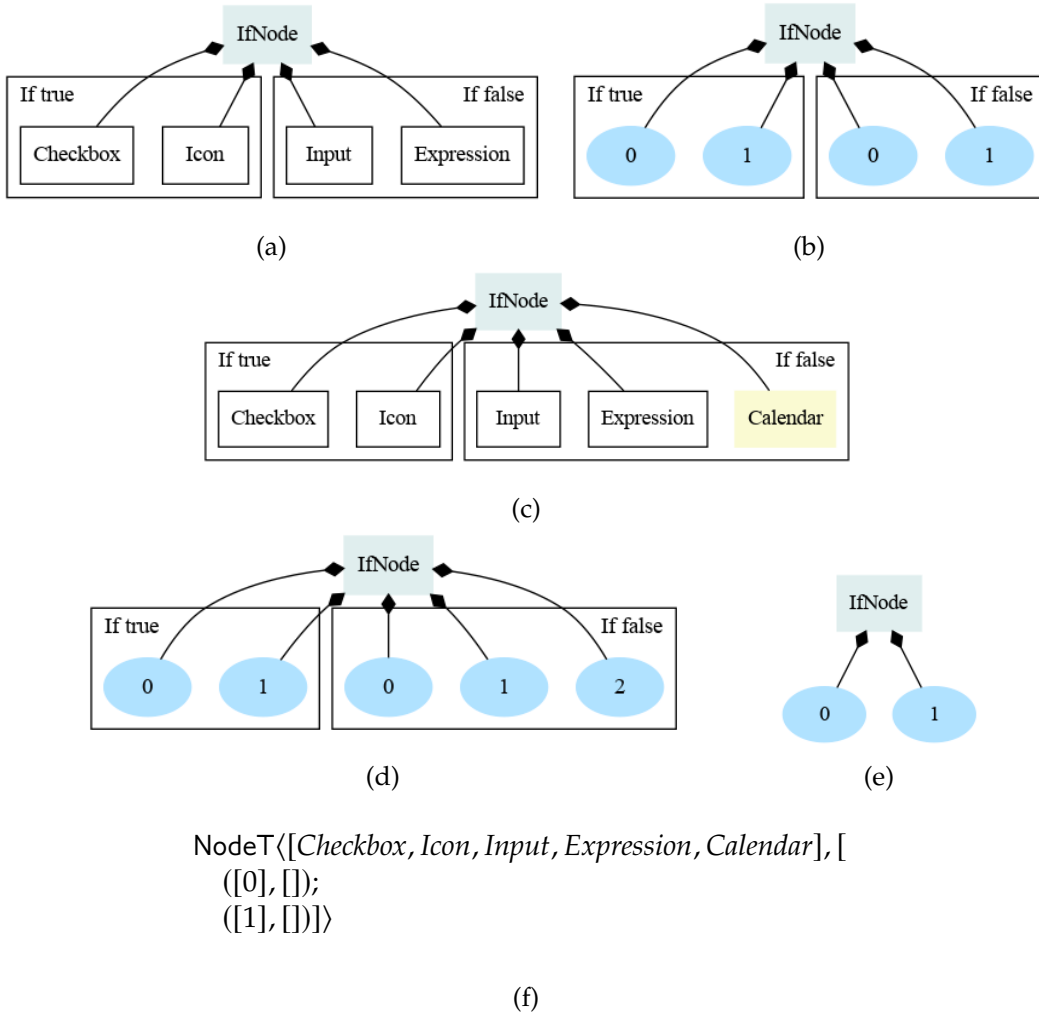 IfNode
If true
If false
Checkbox
Icon
Input
Expression
(a)
IfNode
If true
If false
0
1
0
1
(b)
IfNode
If true
If false
Checkbox
Icon
Input
Expression
Calendar
(c)
IfNode
If true
If false
0
1
0
1
2
(d)
IfNode
0
1
(e)
NodeT⟨[Checkbox, Icon, Input, Expression, Calendar], [
([0], []);
([1], [])]⟩
(f)